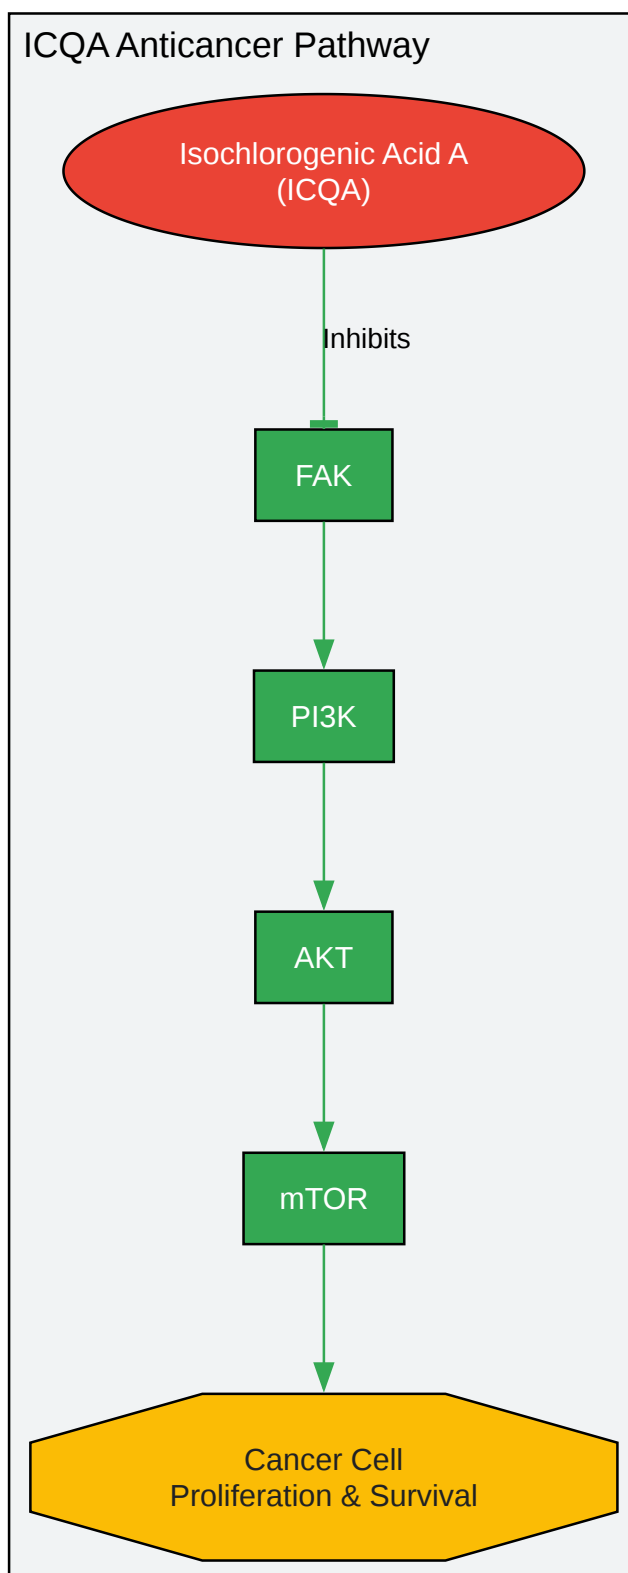 ICQA Anticancer Pathway
Isochlorogenic Acid A
(ICQA)
Inhibits
FAK
PI3K
AKT
mTOR
Cancer Cell
Proliferation & Survival